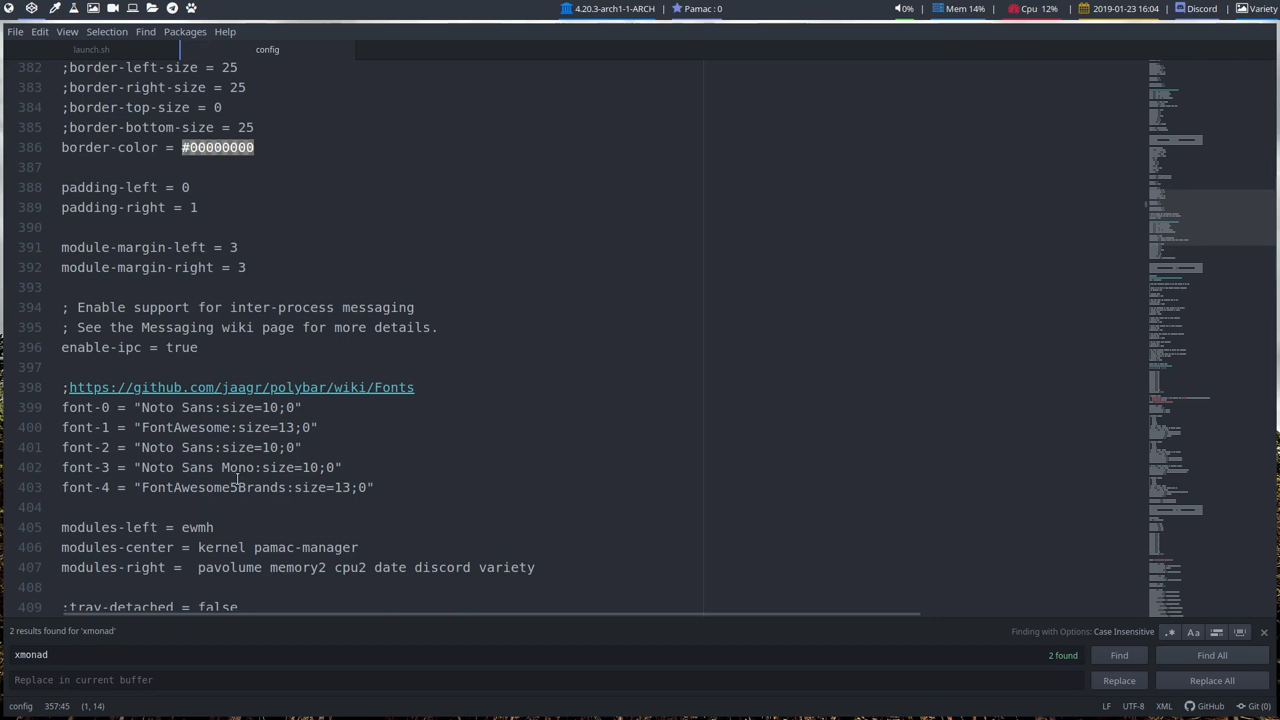 4.20.3-arch1-1-ARCH Pamac : 0 0% Mem 14% Cpu 12% 2019-01-23 16:04 Discord Variety
File Edit View Selection Find Packages Help
launch.sh config
382 ;border-left-size = 25
383 ;border-right-size = 25
384 ;border-top-size = 0
385 ;border-bottom-size = 25
386 border-color = #00000000
387
388 padding-left = 0
389 padding-right = 1
390
391 module-margin-left = 3
392 module-margin-right = 3
393
394 ; Enable support for inter-process messaging
395 ; See the Messaging wiki page for more details.
396 enable-ipc = true
397
398 ;https://github.com/jaagr/polybar/wiki/Fonts
399 font-0 = "Noto Sans:size=10;0"
400 font-1 = "FontAwesome:size=13;0"
401 font-2 = "Noto Sans:size=10;0"
402 font-3 = "Noto Sans Mono:size=10;0"
403 font-4 = "FontAwesome5Brands:size=13;0"
404
405 modules-left = ewmh
406 modules-center = kernel pamac-manager
407 modules-right =  pavolume memory2 cpu2 date discord variety
408
409 ;tray-detached = false
2 results found for 'xmonad' Finding with Options: Case Insensitive .* Aa
xmonad 2 found Find Find All
Replace in current buffer Replace Replace All
config 357:45 (1, 14) LF UTF-8 XML GitHub Git (0)